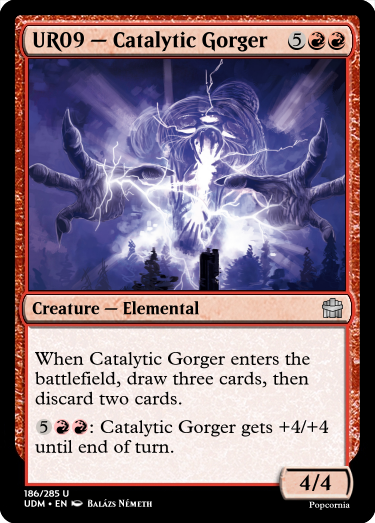 UR09 — Catalytic Gorger 5
Creature — Elemental
When Catalytic Gorger enters the
battlefield, draw three cards, then
discard two cards.
5: Catalytic Gorger gets +4/+4
until end of turn.
4/4
186/285 U
UDM • EN Balázs Németh
Popcornia